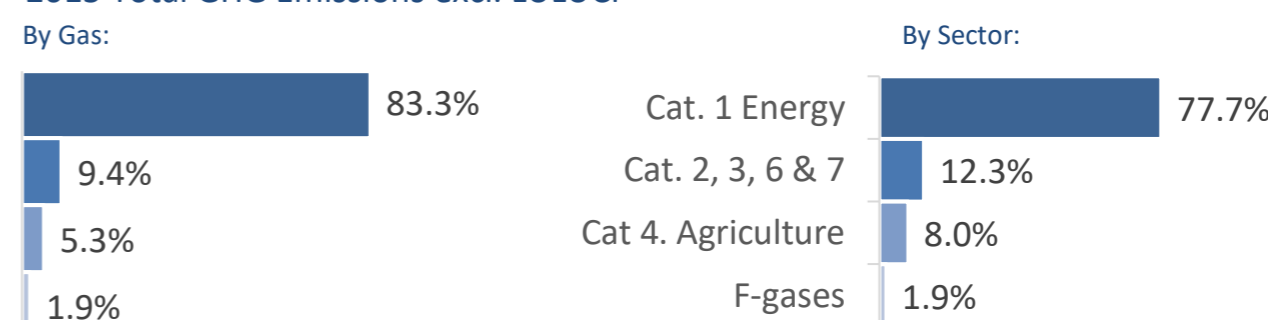 By Gas:
83.3%
9.4%
5.3%
1.9%
By Sector:
Cat. 1 Energy 77.7%
Cat. 2, 3, 6 & 7 12.3%
Cat 4. Agriculture 8.0%
F-gases 1.9%